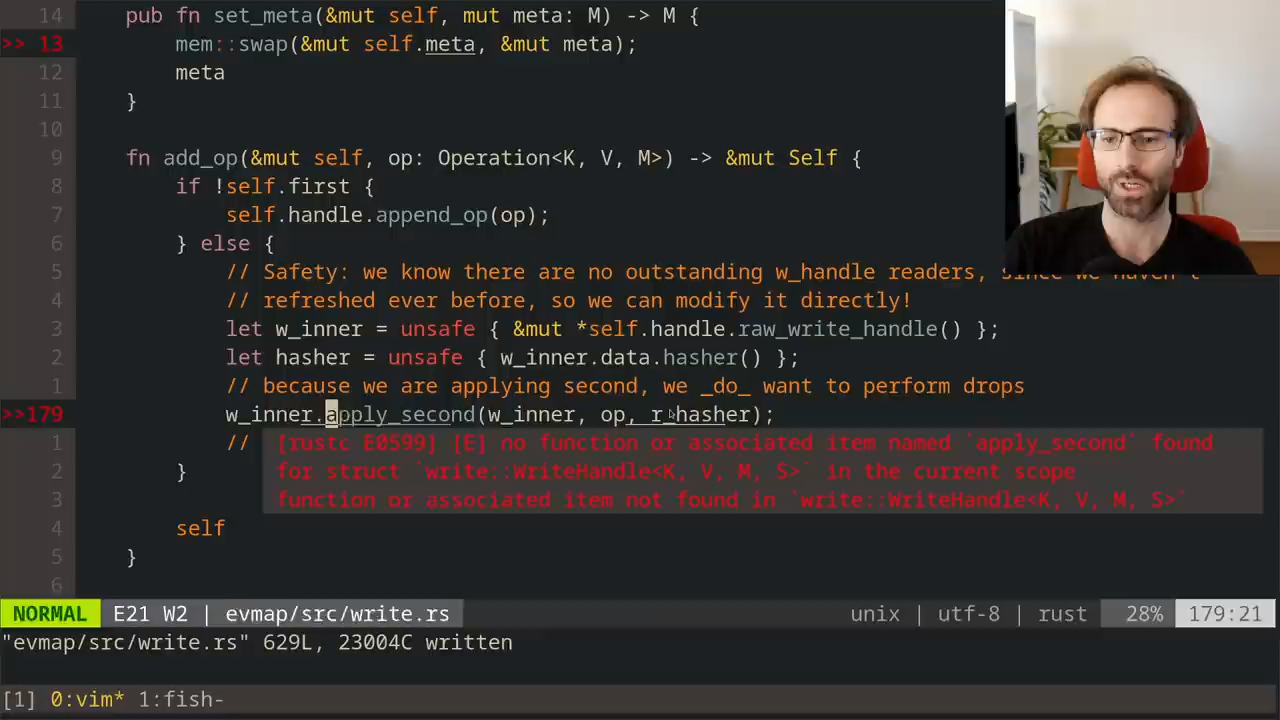 14 pub fn set_meta(&mut self, mut meta: M) -> M {
>> 13 mem::swap(&mut self.meta, &mut meta);
12 meta
11 }
10
9 fn add_op(&mut self, op: Operation<K, V, M>) -> &mut Self {
8 if !self.first {
7 self.handle.append_op(op);
6 } else {
5 // Safety: we know there are no outstanding w_handle readers, since we haven't
4 // refreshed ever before, so we can modify it directly!
3 let w_inner = unsafe { &mut *self.handle.raw_write_handle() };
2 let hasher = unsafe { w_inner.data.hasher() };
1 // because we are applying second, we _do_ want to perform drops
>>179 w_inner.apply_second(w_inner, op, r_hasher);
1 // [rustc E0599] [E] no function or associated item named `apply_second` found
2 } for struct `write::WriteHandle<K, V, M, S>` in the current scope
3 function or associated item not found in `write::WriteHandle<K, V, M, S>`
4 self
5 }
6
NORMAL E21 W2 | evmap/src/write.rs unix | utf-8 | rust 28% 179:21
"evmap/src/write.rs" 629L, 23004C written
[1] 0:vim* 1:fish-